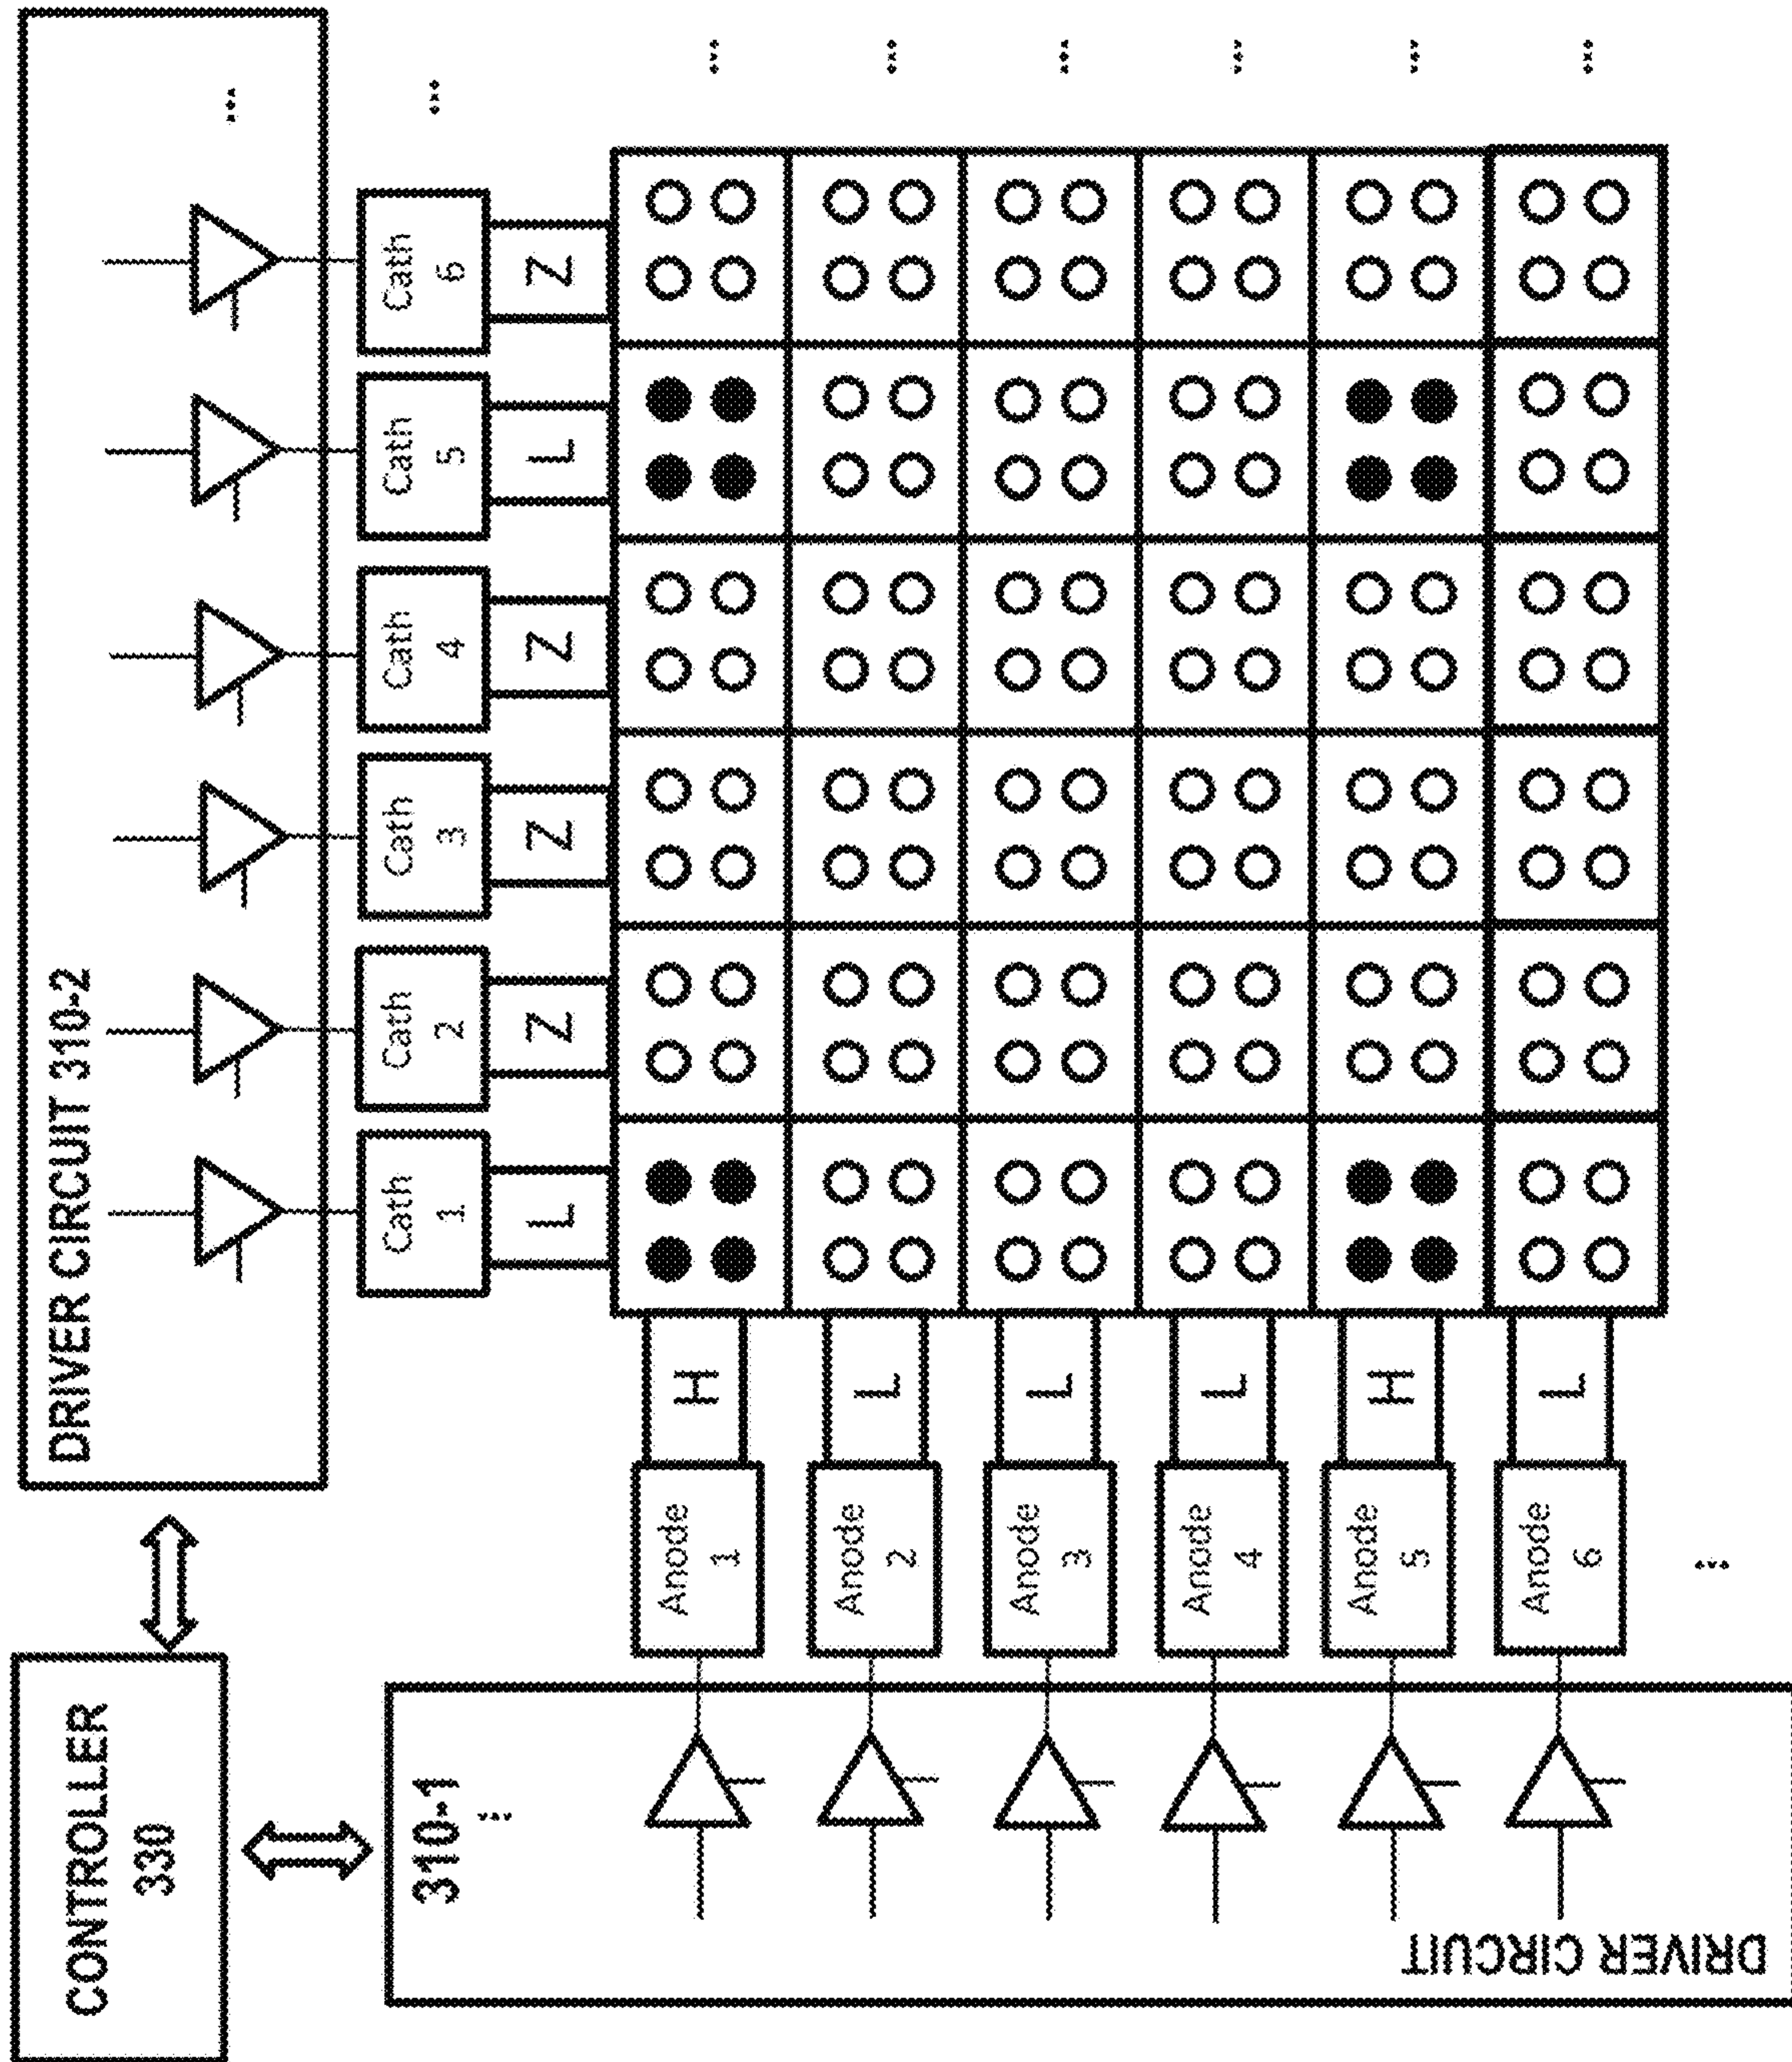 CONTROLLER
330
DRIVER CIRCUIT 310-2
...
Cath
1
Cath
2
Cath
3
Cath
4
Cath
5
Cath
6
...
L
Z
Z
Z
L
Z
310-1
...
DRIVER CIRCUIT
Anode
1
H
...
Anode
2
L
...
Anode
3
L
...
Anode
4
L
...
Anode
5
H
...
Anode
6
L
...
...